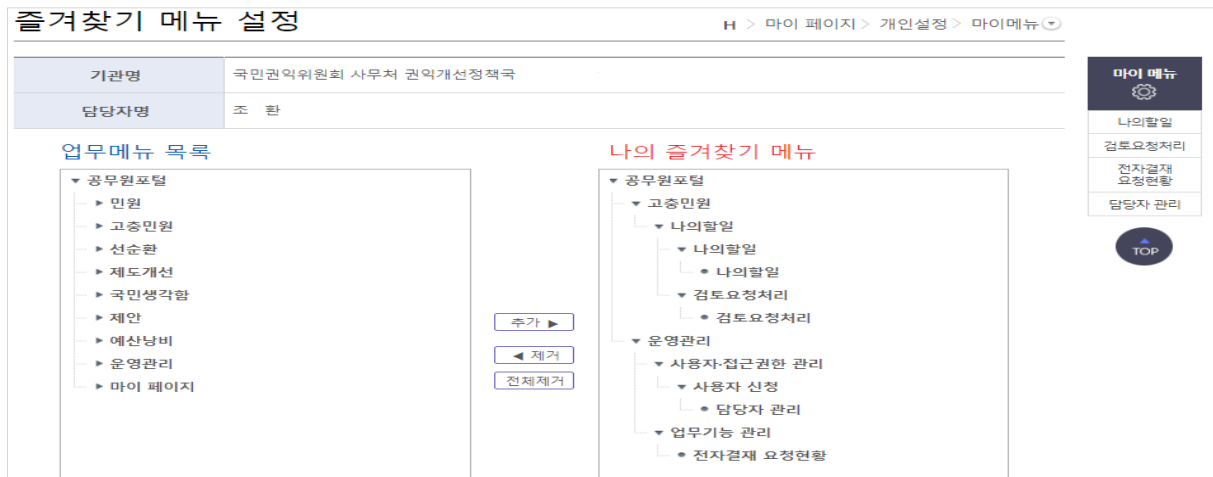 즐겨찾기 메뉴 설정
H > 마이 페이지> 개인설정> 마이메뉴
기관명 국민권익위원회 사무처 권익개선정책국
담당자명 조 환
업무메뉴 목록
▼ 공무원포털
▶ 민원
▶ 고충민원
▶ 선순환
▶ 제도개선
▶ 국민생각함
▶ 제안
▶ 예산낭비
▶ 운영관리
▶ 마이 페이지
추가 ▶
◀ 제거
전체제거
나의 즐겨찾기 메뉴
▼ 공무원포털
▼ 고충민원
▼ 나의할일
▼ 나의할일
● 나의할일
▼ 검토요청처리
● 검토요청처리
▼ 운영관리
▼ 사용자·접근권한 관리
▼ 사용자 신청
● 담당자 관리
▼ 업무기능 관리
● 전자결재 요청현황
마이 메뉴
나의할일
검토요청처리
전자결재
요청현황
담당자 관리
TOP